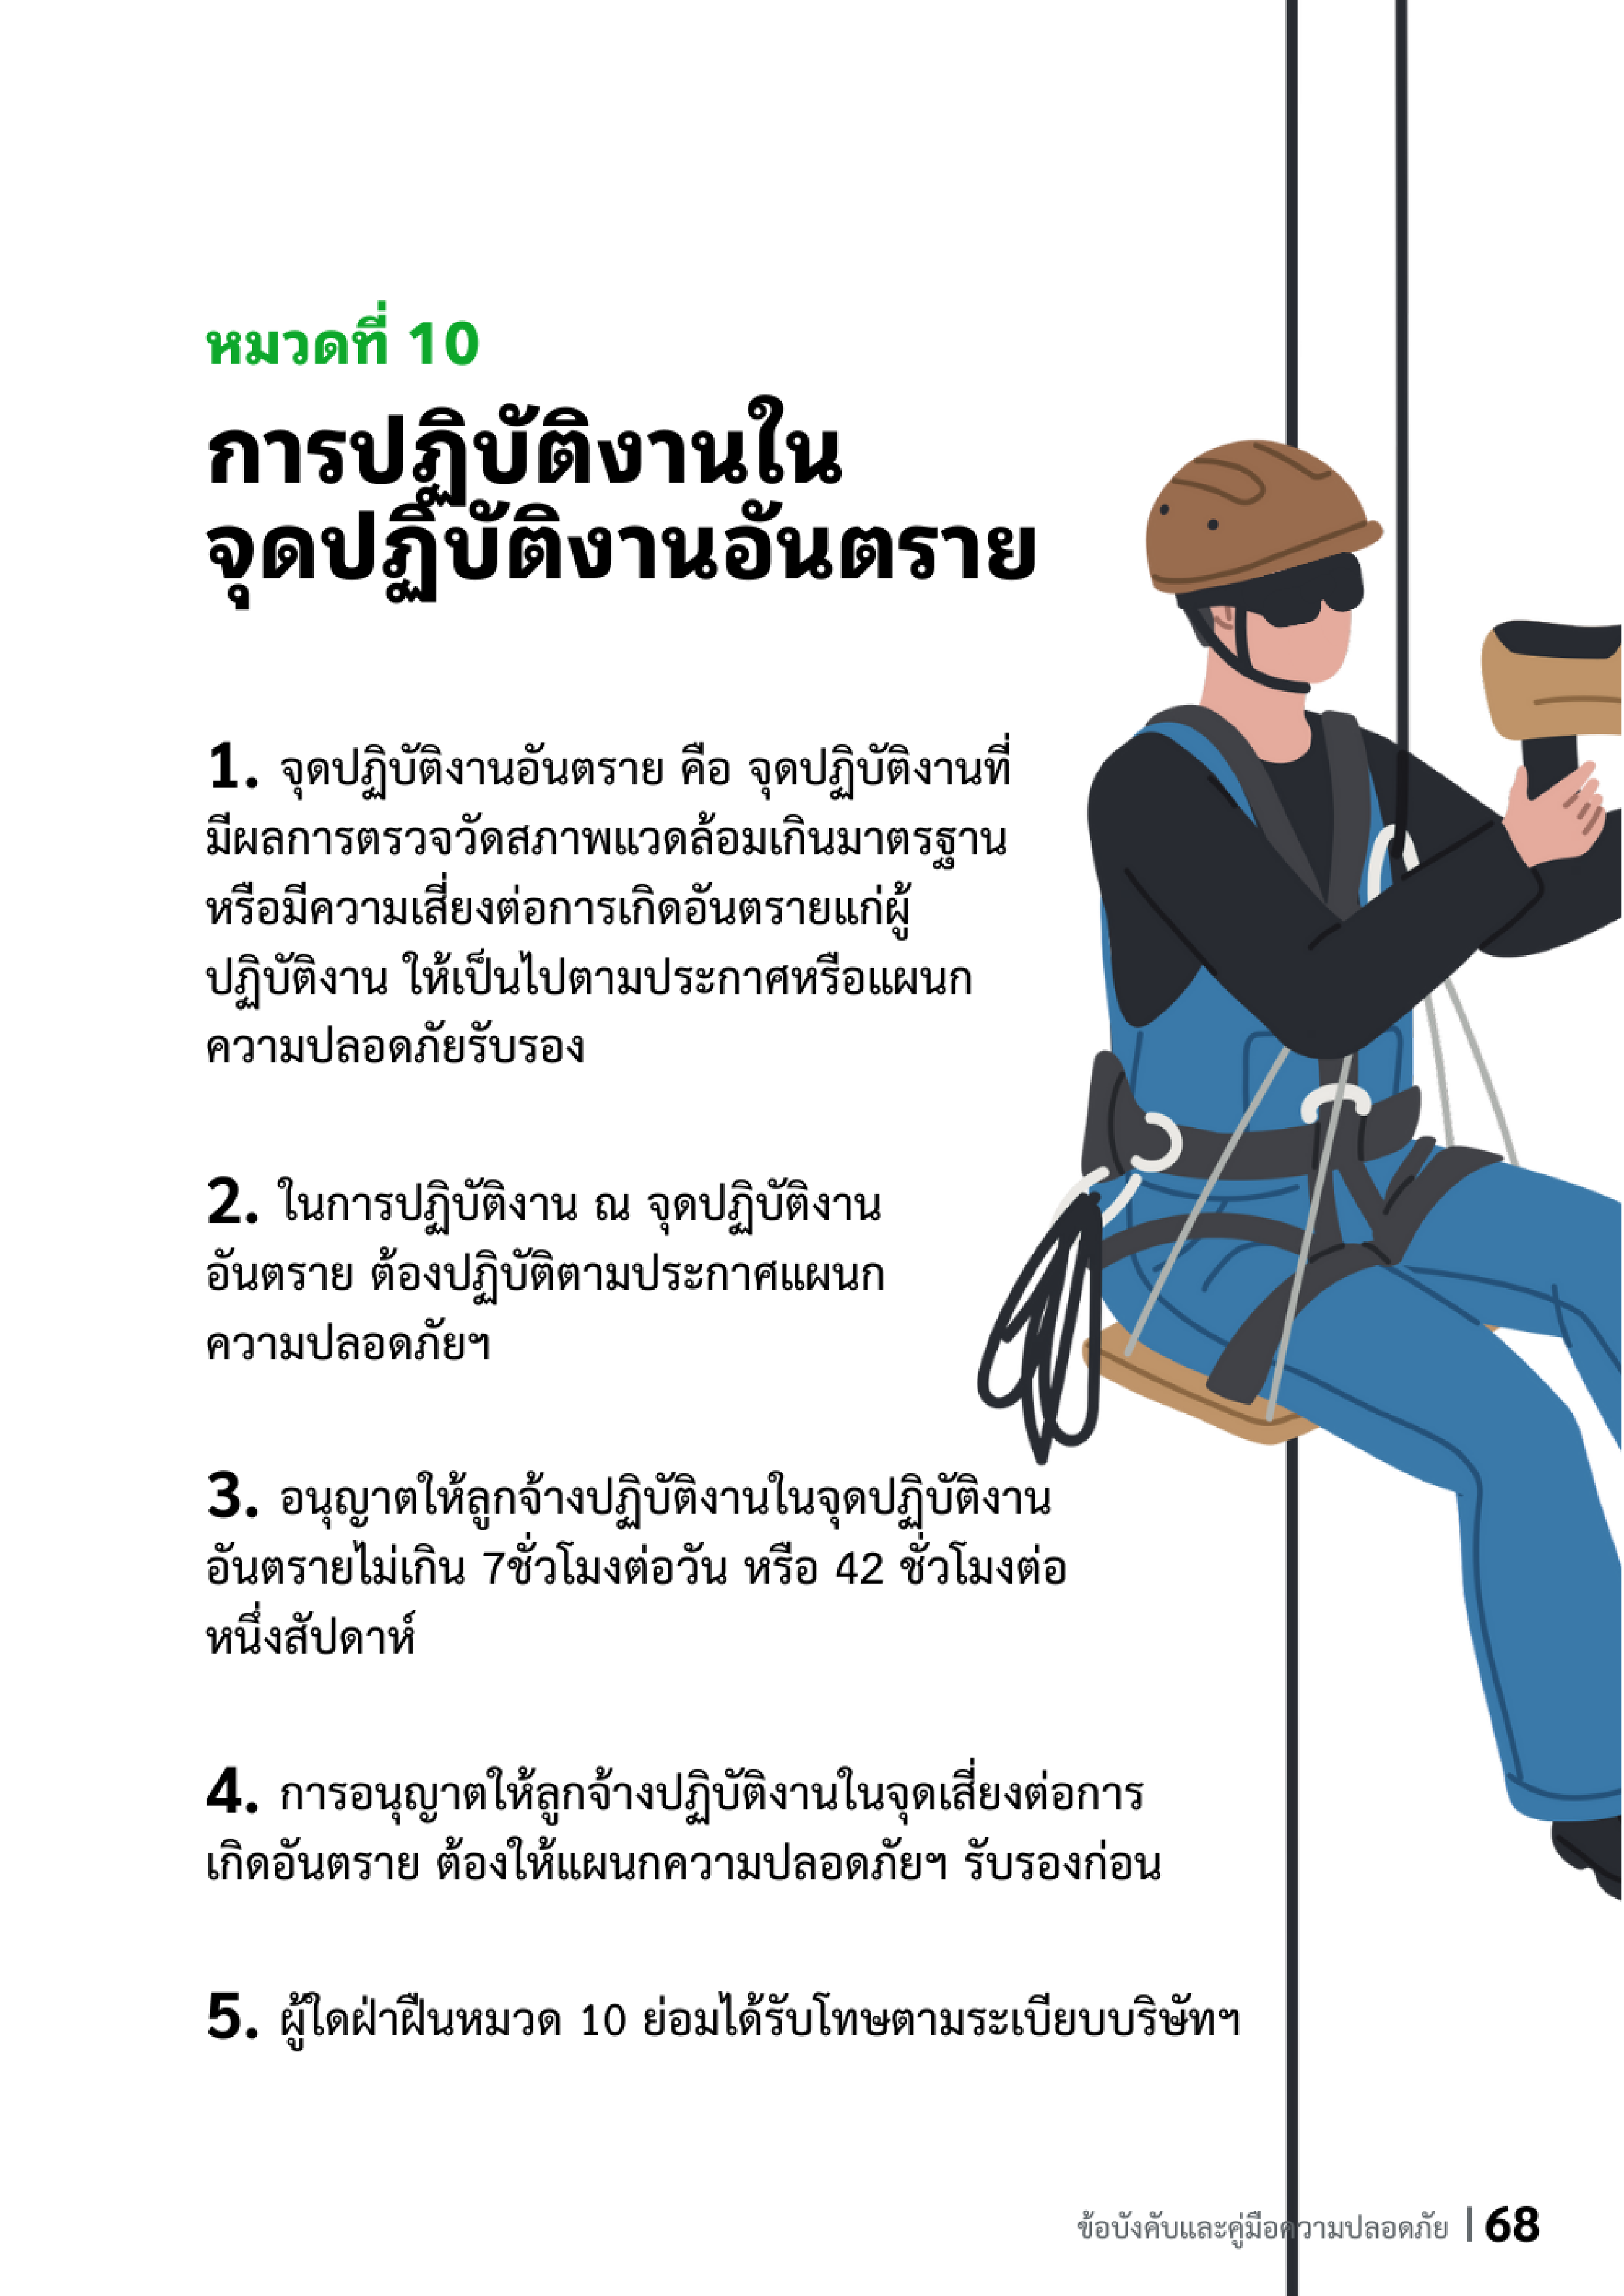 หมวดที่ 10
การปฏิบัติงานใน
จุดปฏิบัติงานอันตราย
1. จุดปฏิบัติงานอันตราย คือ จุดปฏิบัติงานที่
มีผลการตรวจวัดสภาพแวดล้อมเกินมาตรฐาน
หรือมีความเสี่ยงต่อการเกิดอันตรายแก่ผู้
ปฏิบัติงาน ให้เป็นไปตามประกาศหรือแผนก
ความปลอดภัยรับรอง
2. ในการปฏิบัติงาน ณ จุดปฏิบัติงาน
อันตราย ต้องปฏิบัติตามประกาศแผนก
ความปลอดภัยฯ
3. อนุญาตให้ลูกจ้างปฏิบัติงานในจุดปฏิบัติงาน
อันตรายไม่เกิน 7ชั่วโมงต่อวัน หรือ 42 ชั่วโมงต่อ
หนึ่งสัปดาห์
4. การอนุญาตให้ลูกจ้างปฏิบัติงานในจุดเสี่ยงต่อการ
เกิดอันตราย ต้องให้แผนกความปลอดภัยฯ รับรองก่อน
5. ผู้ใดฝ่าฝืนหมวด 10 ย่อมได้รับโทษตามระเบียบบริษัทฯ
ข้อบังคับและคู่มือความปลอดภัย | 68